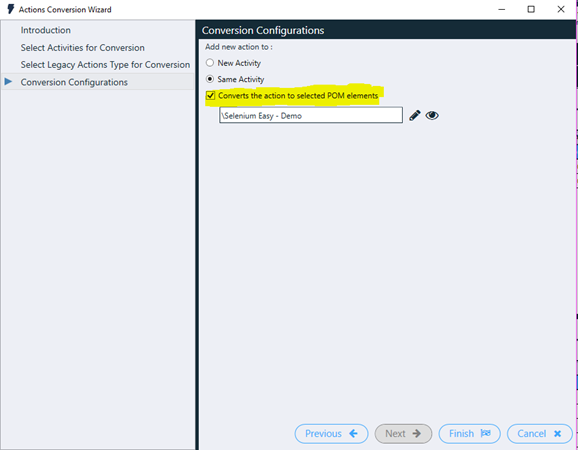 Actions Conversion Wizard
Introduction
Select Activities for Conversion
Select Legacy Actions Type for Conversion
Conversion Configurations
Conversion Configurations
Add new action to :
New Activity
Same Activity
Converts the action to selected POM elements
\Selenium Easy - Demo
Previous
Next
Finish
Cancel